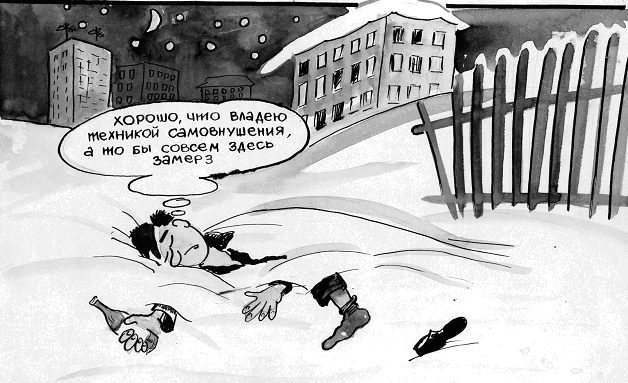 ХОРОШО, ЧТО ВЛАДЕЮ
ТЕХНИКОЙ САМОВНУШЕНИЯ,
А ТО БЫ СОВСЕМ ЗДЕСЬ
ЗАМЕРЗ